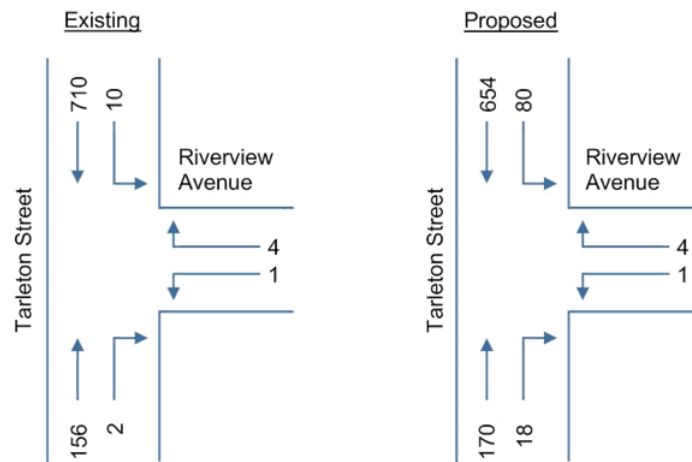 Existing
710
10
Riverview
Avenue
Tarleton Street
4
1
156
2
Proposed
654
80
Riverview
Avenue
Tarleton Street
4
1
170
18